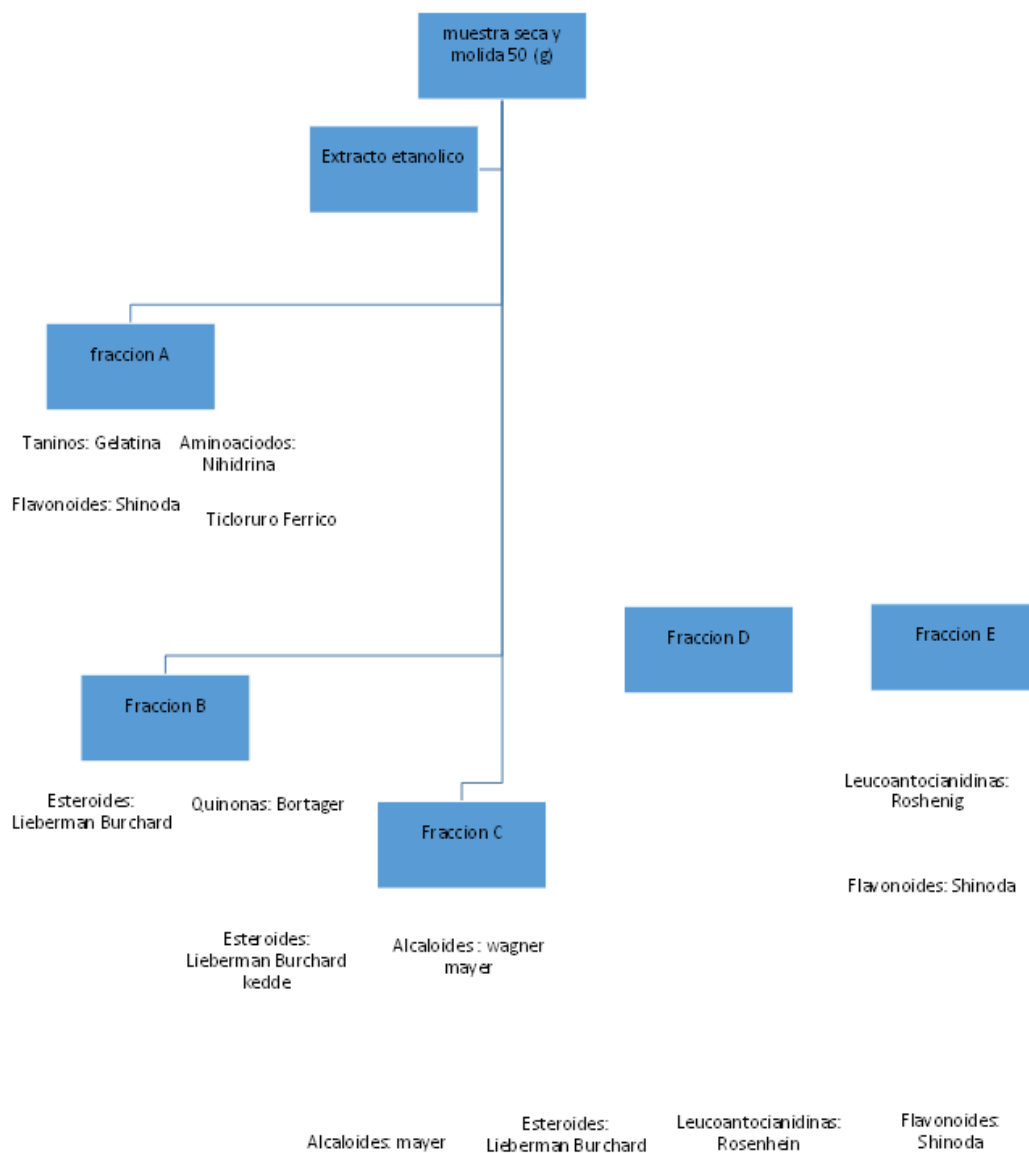 muestra seca y
molida 50 (g)
Extracto etanolico
fraccion A
Taninos: Gelatina
Aminoaciodos:
Nihidrina
Flavonoides: Shinoda
Ticloruro Ferrico
Fraccion D
Fraccion E
Fraccion B
Esteroides:
Lieberman Burchard
Quinonas: Bortager
Fraccion C
Leucoantocianidinas:
Roshenig
Flavonoides: Shinoda
Esteroides:
Lieberman Burchard
kedde
Alcaloides : wagner
mayer
Alcaloides: mayer
Esteroides:
Lieberman Burchard
Leucoantocianidinas:
Rosenhein
Flavonoides:
Shinoda